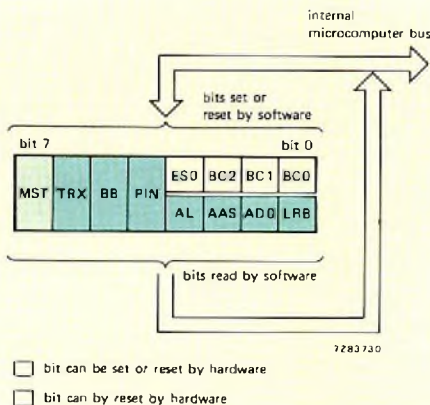 internal
microcomputer bus
bits set or
reset by software
bit 7
bit 0
MST TRX BB PIN ES0 BC2 BC1 BC0
AL AAS AD0 LRB
bits read by software
7283730
bit can be set or reset by hardware
bit can by reset by hardware